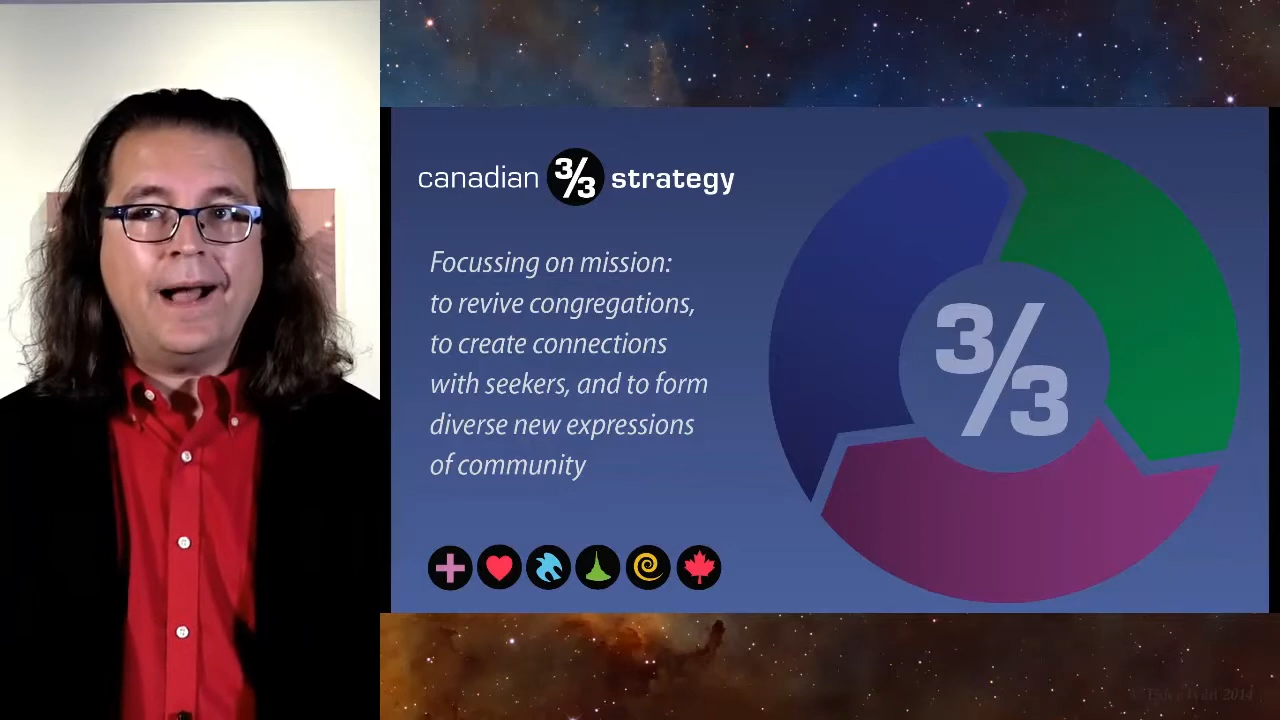 canadian 3/3 strategy
Focussing on mission:
to revive congregations,
to create connections
with seekers, and to form
diverse new expressions
of community
3/3
2014